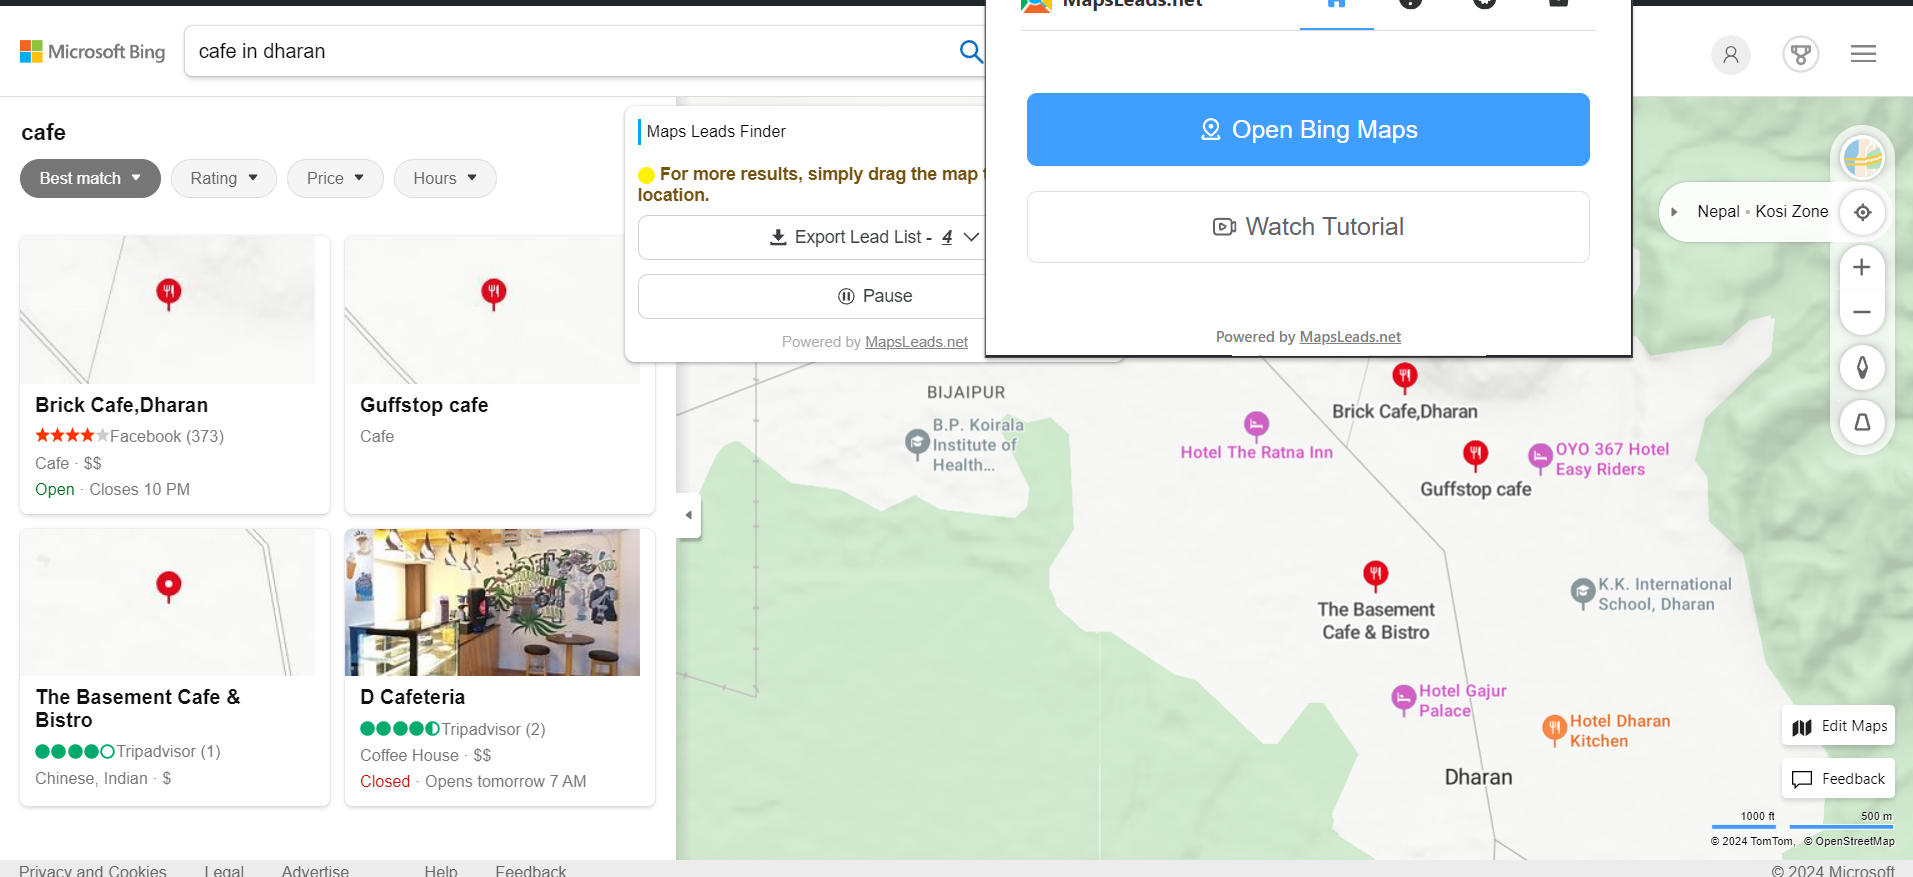 MapsLeads.net
Microsoft Bing
cafe in dharan
Open Bing Maps
Watch Tutorial
Powered by MapsLeads.net
Maps Leads Finder
For more results, simply drag the map
location.
Export Lead List - 4
Pause
Powered by MapsLeads.net
cafe
Best match
Rating
Price
Hours
Brick Cafe,Dharan
Facebook (373)
Cafe · $$
Open · Closes 10 PM
Guffstop cafe
Cafe
The Basement Cafe &
Bistro
Tripadvisor (1)
Chinese, Indian · $
D Cafeteria
Tripadvisor (2)
Coffee House · $$
Closed · Opens tomorrow 7 AM
Nepal • Kosi Zone
BIJAIPUR
B.P. Koirala
Institute of
Health...
Brick Cafe,Dharan
Hotel The Ratna Inn
OYO 367 Hotel
Easy Riders
Guffstop cafe
K.K. International
School, Dharan
The Basement
Cafe & Bistro
Hotel Gajur
Palace
Hotel Dharan
Kitchen
Dharan
Edit Maps
Feedback
1000 ft
500 m
© 2024 TomTom, © OpenStreetMap
Privacy and Cookies
Legal
Advertise
Help
Feedback
© 2024 Microsoft